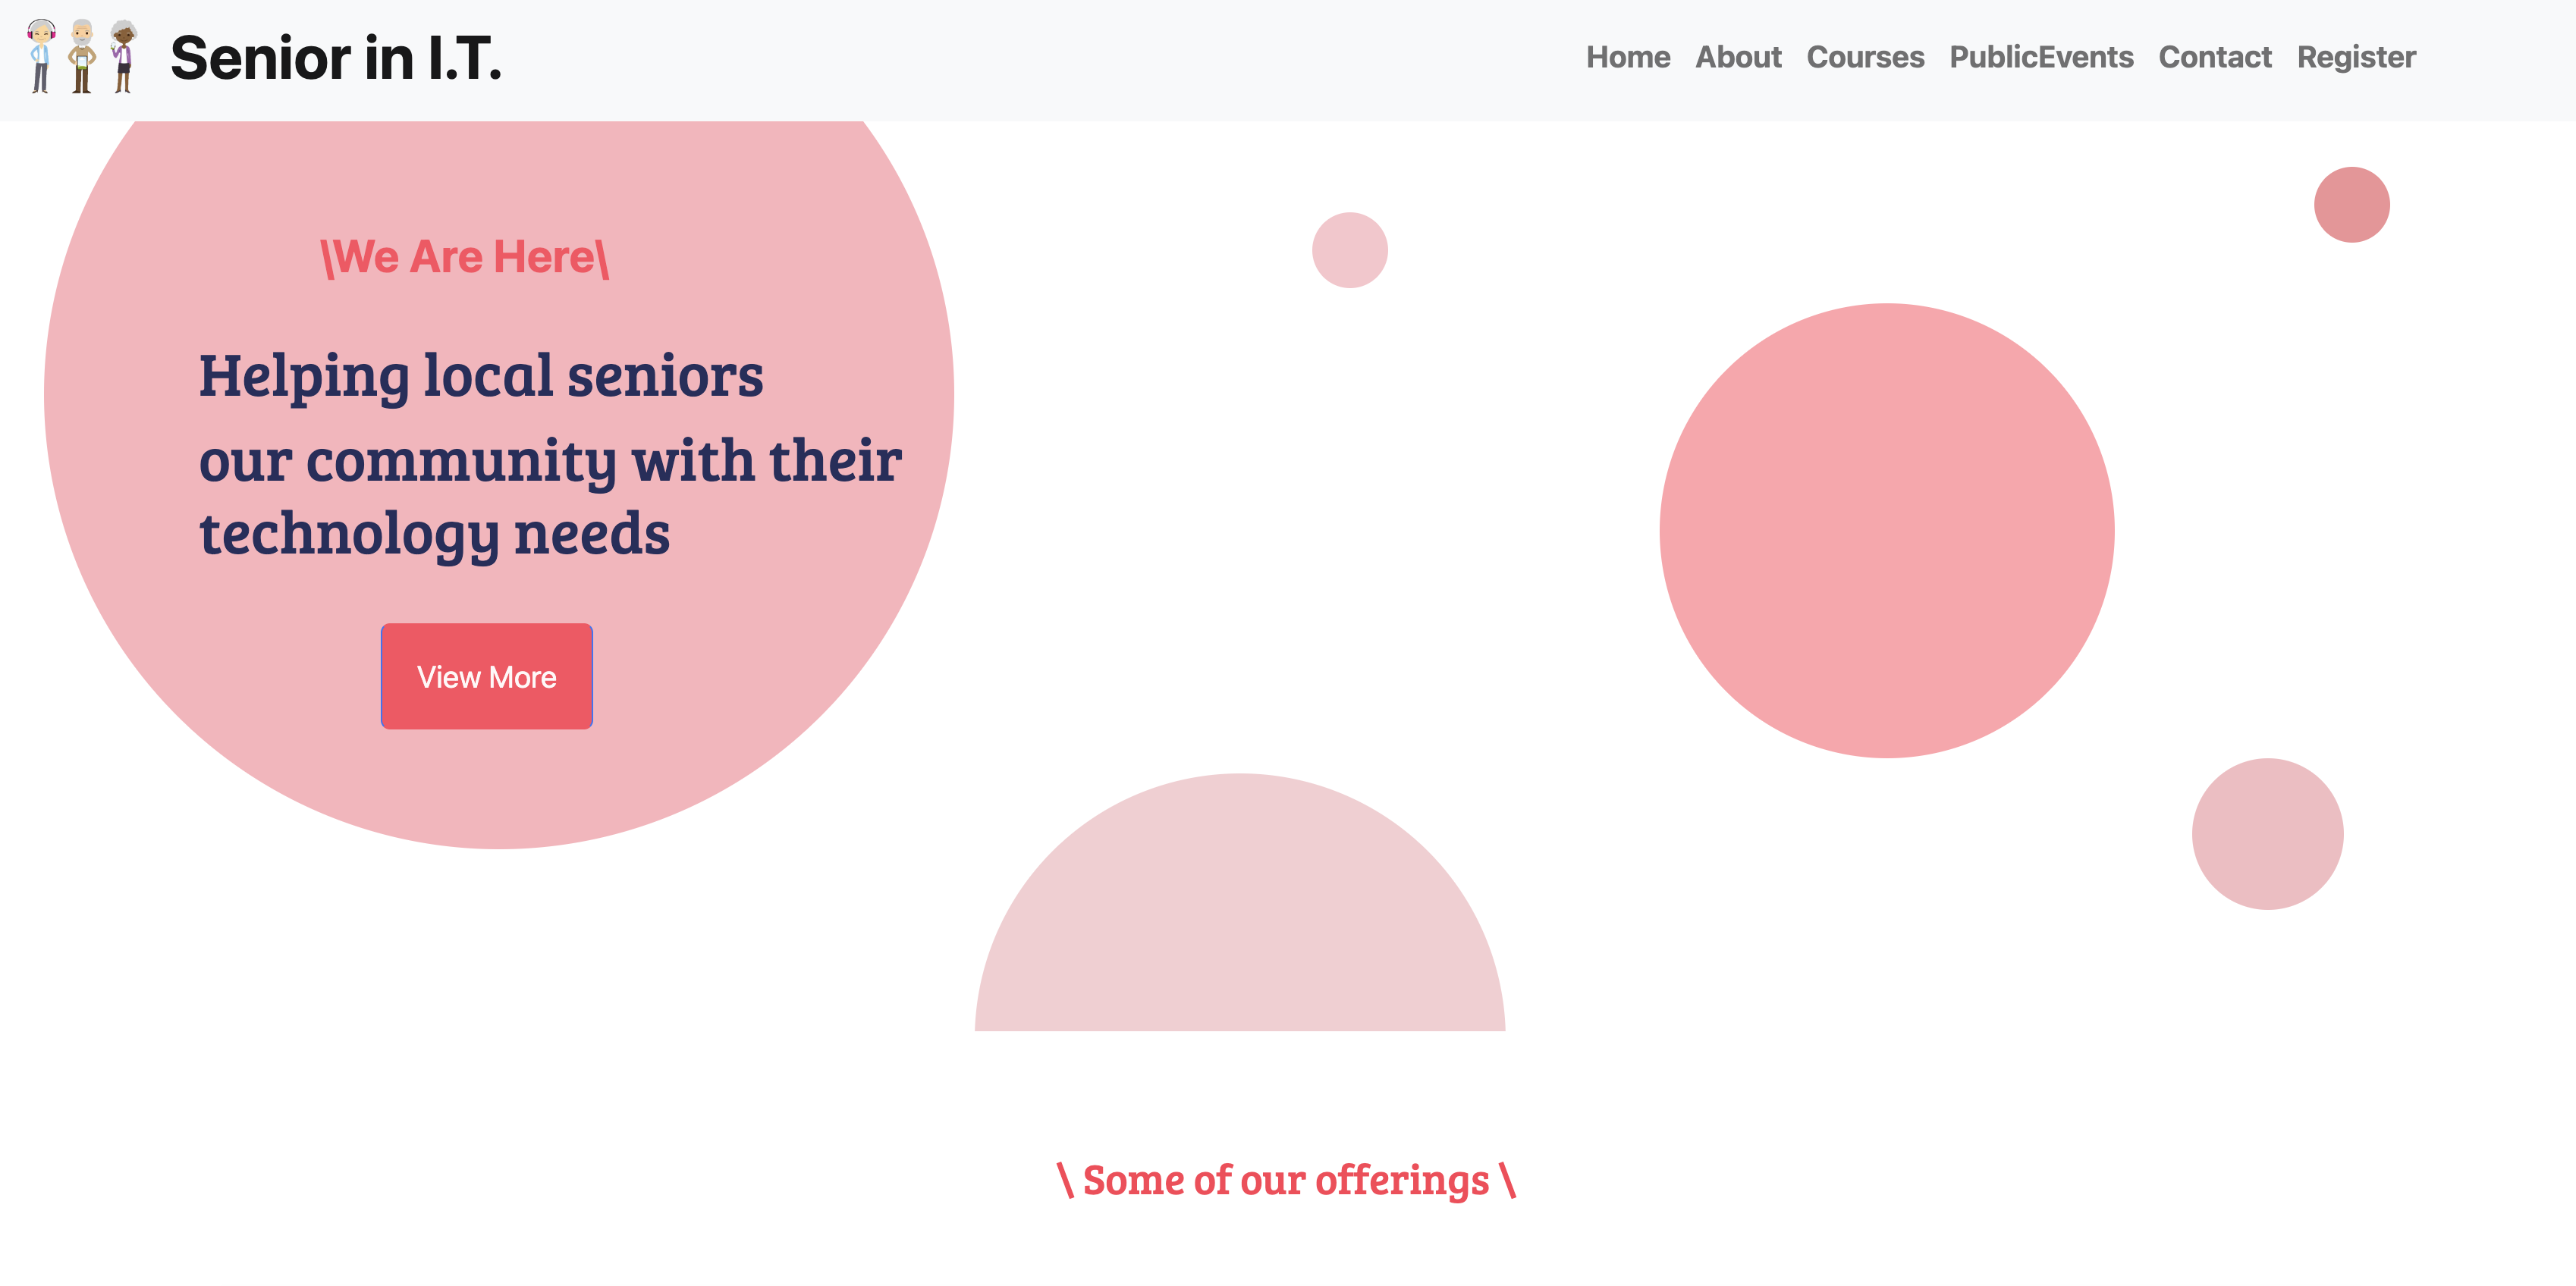 Senior in I.T.
Home About Courses PublicEvents Contact Register
\We Are Here\
Helping local seniors
our community with their
technology needs
View More
\ Some of our offerings \